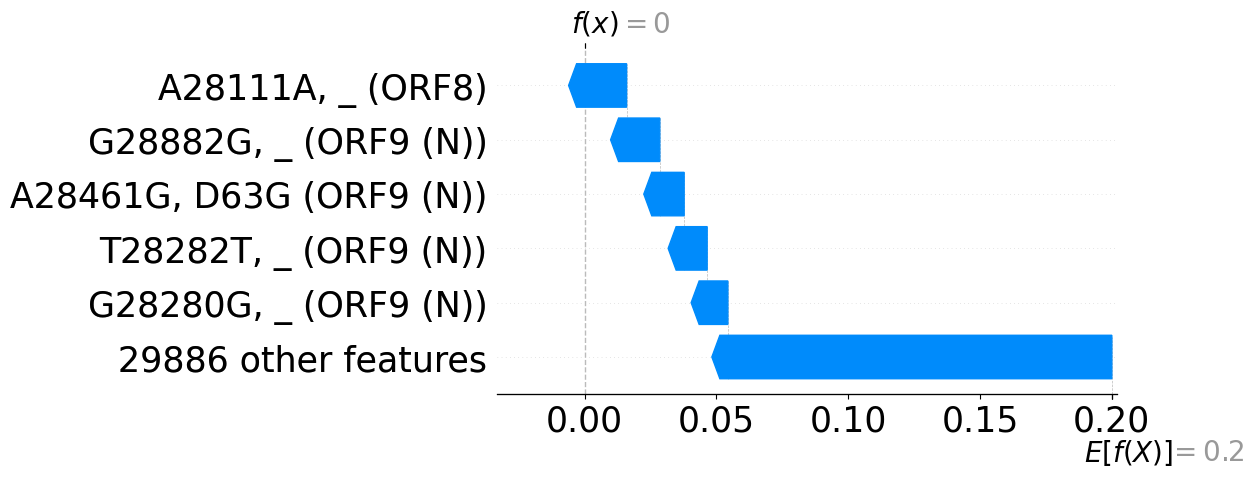 f(x) = 0
A28111A, _ (ORF8)
G28882G, _ (ORF9 (N))
A28461G, D63G (ORF9 (N))
T28282T, _ (ORF9 (N))
G28280G, _ (ORF9 (N))
29886 other features
0.00 0.05 0.10 0.15 0.20
E[f(X)] = 0.2